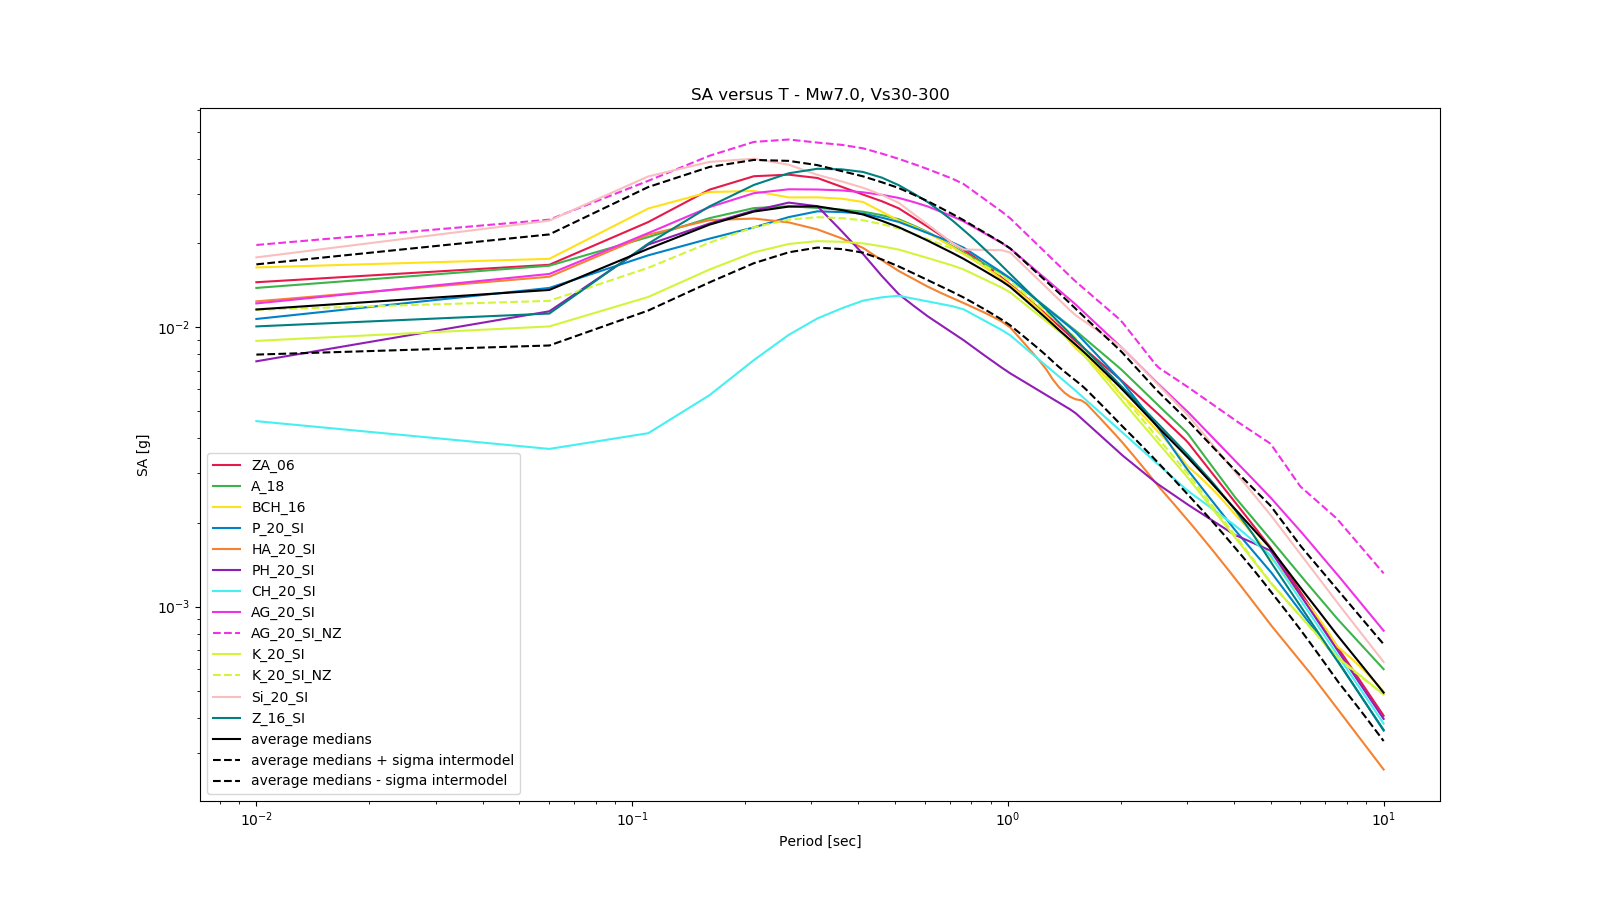 SA versus T - Mw7.0, Vs30-300
SA [g]
10⁻²
10⁻³
ZA_06
A_18
BCH_16
P_20_SI
HA_20_SI
PH_20_SI
CH_20_SI
AG_20_SI
AG_20_SI_NZ
K_20_SI
K_20_SI_NZ
Si_20_SI
Z_16_SI
average medians
average medians + sigma intermodel
average medians - sigma intermodel
10⁻² 10⁻¹ 10⁰ 10¹
Period [sec]